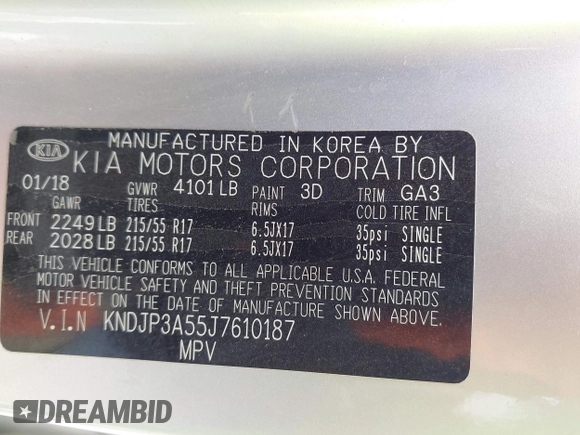 MANUFACTURED IN KOREA BY
KIA KIA MOTORS CORPORATION
01/18 GVWR 4101 LB PAINT 3D TRIM GA3
GAWR TIRES RIMS COLD TIRE INFL
FRONT 2249 LB 215/55 R17 6.5JX17 35psi SINGLE
REAR 2028 LB 215/55 R17 6.5JX17 35psi SINGLE
THIS VEHICLE CONFORMS TO ALL APPLICABLE U.S.A. FEDERAL
MOTOR VEHICLE SAFETY AND THEFT PREVENTION STANDARDS
IN EFFECT ON THE DATE OF MANUFACTURE SHOWN ABOVE.
V.I.N KNDJP3A55J7610187
MPV
DREAMBID